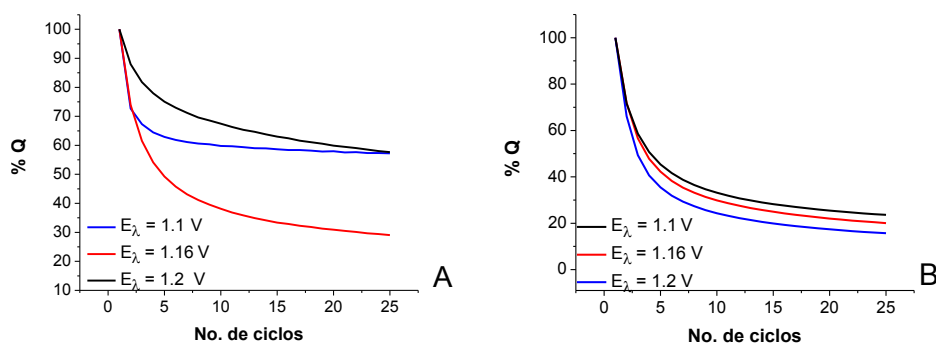 100
90
80
70
60
50
40
30
20
10
% Q
Eλ = 1.1 V
Eλ = 1.16 V
Eλ = 1.2 V
0 5 10 15 20 25
No. de ciclos
A
100
80
60
40
20
0
% Q
Eλ = 1.1 V
Eλ = 1.16 V
Eλ = 1.2 V
0 5 10 15 20 25
No. de ciclos
B